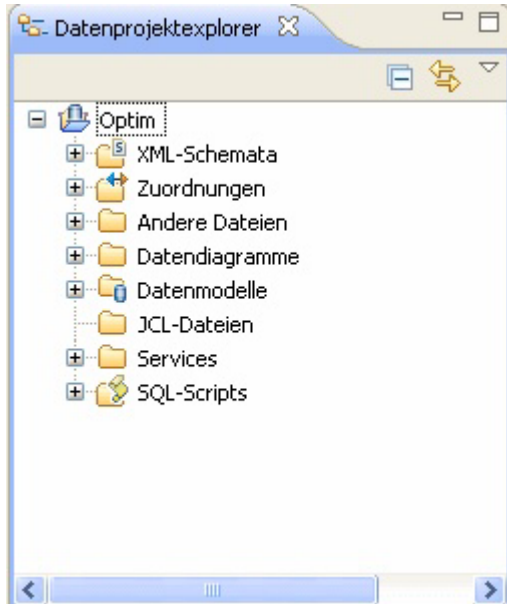 Datenprojektexplorer
Optim
XML-Schemata
Zuordnungen
Andere Dateien
Datendiagramme
Datenmodelle
JCL-Dateien
Services
SQL-Scripts